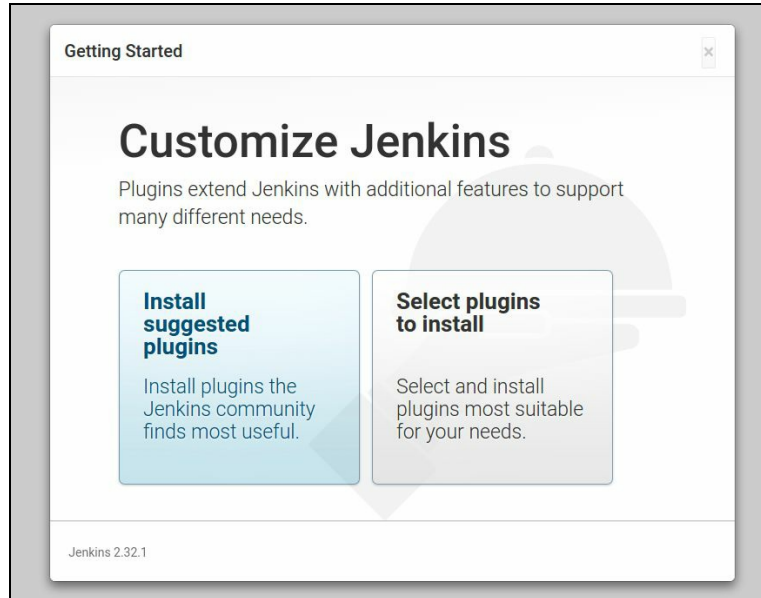 Getting Started
×
Customize Jenkins
Plugins extend Jenkins with additional features to support
many different needs.
Install
suggested
plugins
Install plugins the
Jenkins community
finds most useful.
Select plugins
to install
Select and install
plugins most suitable
for your needs.
Jenkins 2.32.1